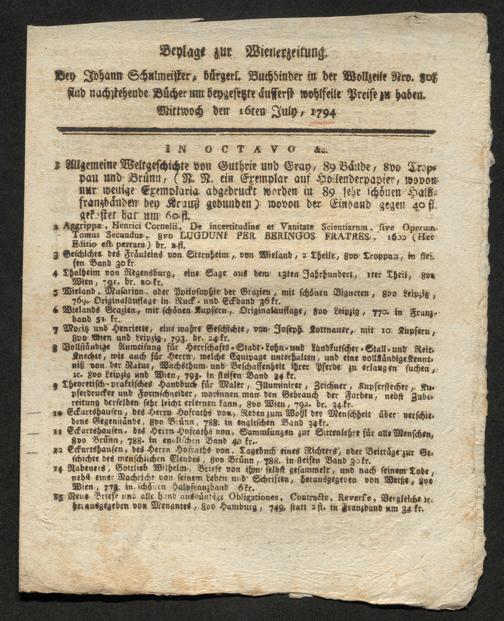 Beylage zur Wienerzeitung.
Bey Johann Schulmeister, bürgerl. Buchbinder in der Wollzeile Nro. 808
sind nachstehende Bücher um beygesetzte äusserst wohlfeile Preise zu haben.
Mittwoch den 16ten July, 1794
IN OCTAVO &c.
1 Allgemeine Weltgeschichte von Guthrie und Gray, 89 Bände, 8vo Trop-
pau und Brünn, (N. N. ein Exemplar auf Hollenderpapier, wovon
nur wenige Exemplaria abgedruckt worden in 89 sehr schönen Halb-
franzbänden bey Krauß gebunden) wovon der Einband gegen 40 fl.
gekostet hat um 60 fl.
2 Aggrippæ, Henrici Cornelii, De incertitudine et Vanitate Scientiarum, sive Operum
Tomus Secundus, 8vo LUGDUNI PER BERINGOS FRATRES, 1600 (Hæc
Editio est perrara) br. 2 fl.
3 Geschichte des Fräuleins von Sternheim, von Wieland, 2 Theile, 8vo Troppau, in stei-
fen Band 30 kr.
4 Thalheim von Regensburg, eine Sage aus dem 13ten Jahrhundert, 1ter Theil, 8vo
Wien, 791. br. 20 kr.
5 Wieland, Musarion oder Philosophie der Grazien, mit schönen Vigneten, 8vo Leipzig,
769, Originalauflage in Ruck- und Eckband 36 kr.
6 Wielands Grazien, mit schönen Kupfern, Originalauflage, 8vo Leipzig, 770. in Franz-
band 51 kr.
7 Moritz und Henriette, eine wahre Geschichte, von Joseph Kottnauer, mit 10. Kupfern,
8vo Wien und Leipzig, 793. br. 24 kr.
8 Vollständige Anweisung für Herrschafts- Stadt- Lohn- und Landkutscher- Stall- und Reit-
Knechte, wie auch für Herrn, welche Equipage unterhalten, und eine vollständige Kennt-
niß von der Natur, Wachsthum und Beschaffenheit ihrer Pferde zu erlangen suchen,
rc. 8vo Leipzig und Wien, 793. in steifen Band 34 kr.
9 Theoretisch-praktisches Handbuch für Maler, Illuminirer, Zeichner, Kupferstecher, Ku-
pferdrucker und Formschneider, worinnen man den Gebrauch der Farben, nebst Zube-
reitung derselben sehr leicht erlernen kann, 8vo Wien, 792. br. 34 kr.
10 Eckartshausen, des Herrn Hofraths von, Reden zum Wohl der Menschheit über verschie-
dene Gegenstände, 8vo Brünn, 788. in englischen Band 34 kr.
11 Eckartshausen, des Herrn Hofraths von, Sammlungen zur Sittenlehre für alle Menschen,
8vo Brünn, 788. in englischen Band 40 kr.
12 Eckartshausen, des Herrn Hofraths von, Tagebuch eines Richters, oder Beiträge zur Ge-
schichte des menschlichen Elendes, 8vo Brünn, 788. in steifen Band 30 kr.
14 Rabeners, Gottlieb Wilhelm, Briefe von ihm selbst gesammelt, und nach seinem Tode,
nebst einer Nachricht von seinem Leben und Schriften, herausgegeben von Weiße, 8vo
Wien, 773. in schönen Halbfranzband 6 kr.
15 Neue Briefe und alle hand ausbändige Obligationes, Contracte, Reverse, Vergleiche rc.
herausgegeben von Menantes, 8vo Hamburg, 749, statt 2 fl. in Franzband um 34 kr.